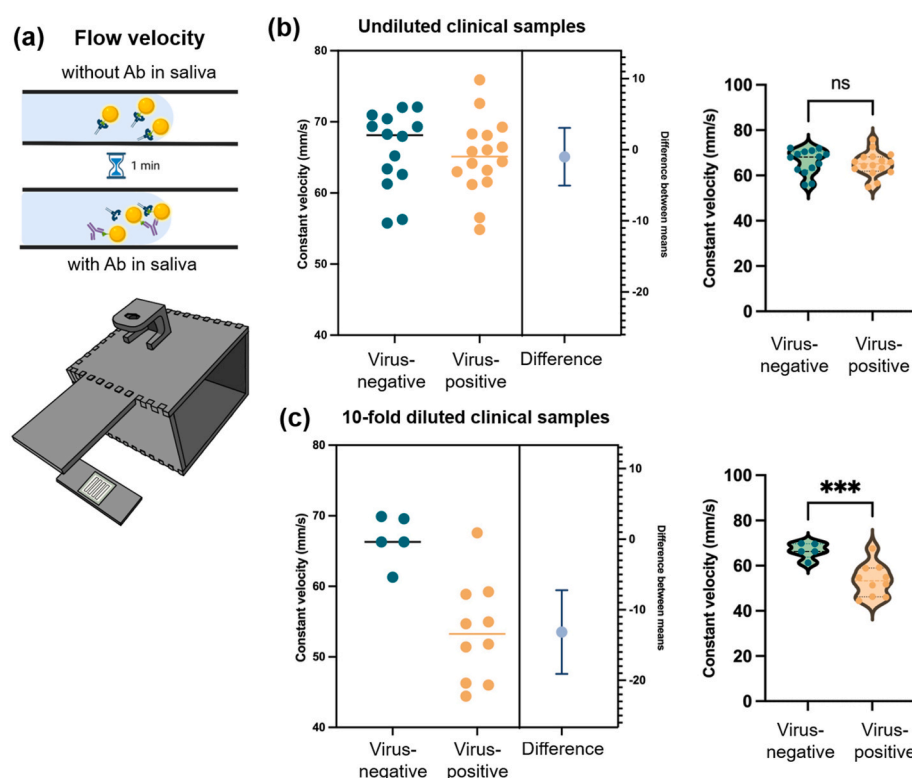 (a) Flow velocity
without Ab in saliva
1 min
with Ab in saliva
(b) Undiluted clinical samples
80
70
60
50
40
Constant velocity (mm/s)
10
0
-10
-20
Difference between means
Virus-
negative
Virus-
positive
Difference
100
80
60
40
20
0
Constant velocity (mm/s)
ns
Virus-
negative
Virus-
positive
(c) 10-fold diluted clinical samples
80
70
60
50
40
Constant velocity (mm/s)
10
0
-10
-20
Difference between means
Virus-
negative
Virus-
positive
Difference
100
80
60
40
20
0
Constant velocity (mm/s)
***
Virus-
negative
Virus-
positive